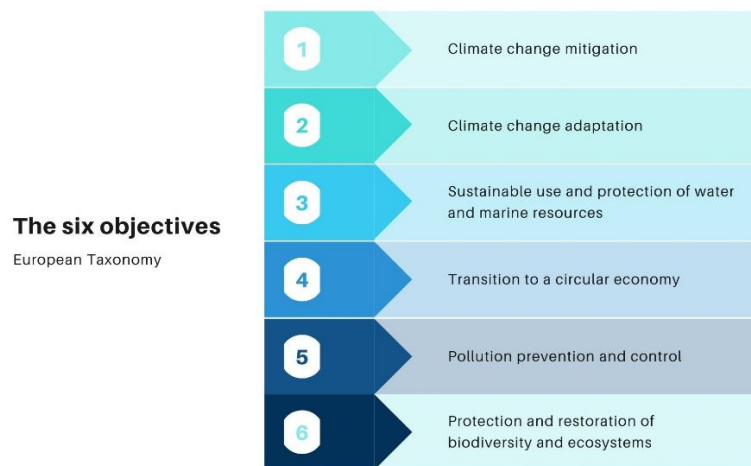 The six objectives
European Taxonomy
1
Climate change mitigation
2
Climate change adaptation
3
Sustainable use and protection of water
and marine resources
4
Transition to a circular economy
5
Pollution prevention and control
6
Protection and restoration of
biodiversity and ecosystems